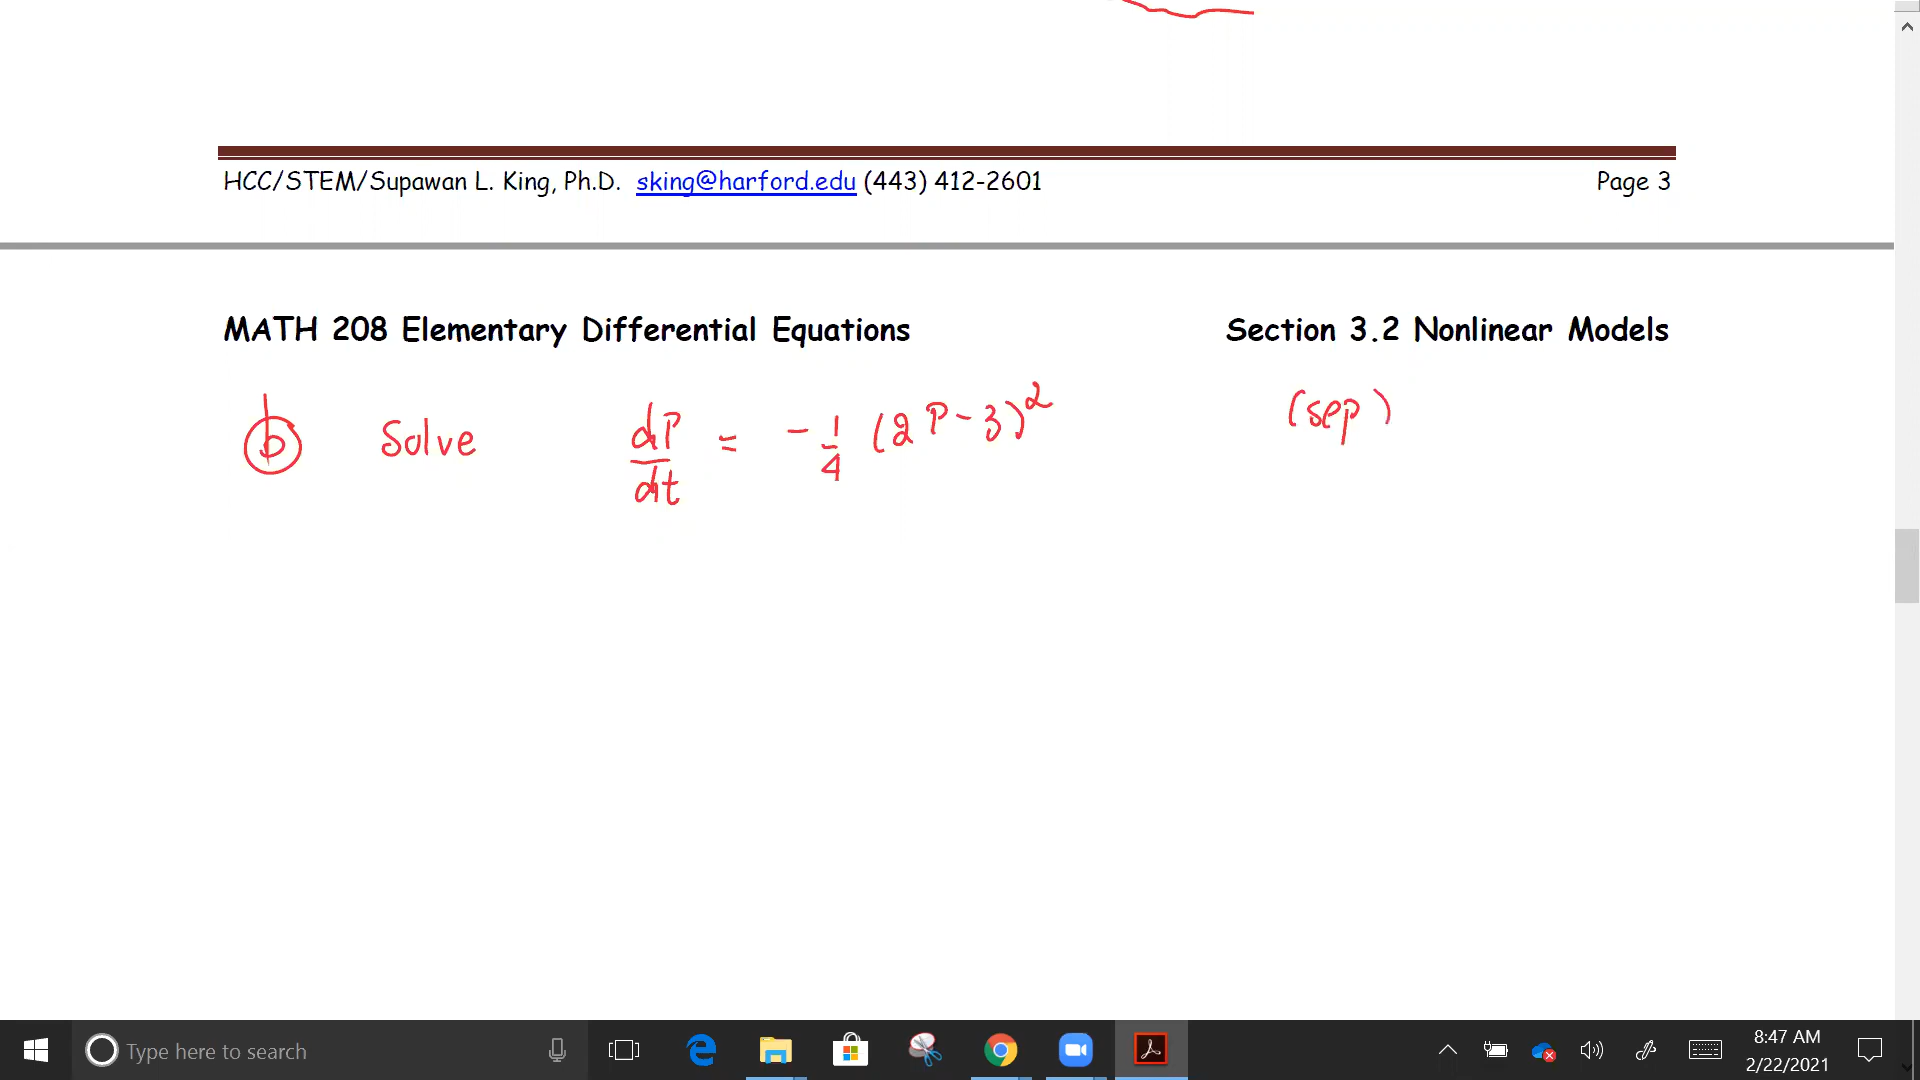 HCC/STEM/Supawan L. King, Ph.D. sking@harford.edu (443) 412-2601 Page 3
MATH 208 Elementary Differential Equations Section 3.2 Nonlinear Models
b Solve dP/dt = - 1/4 (2P-3)^2 (sep)
Type here to search
8:47 AM
2/22/2021